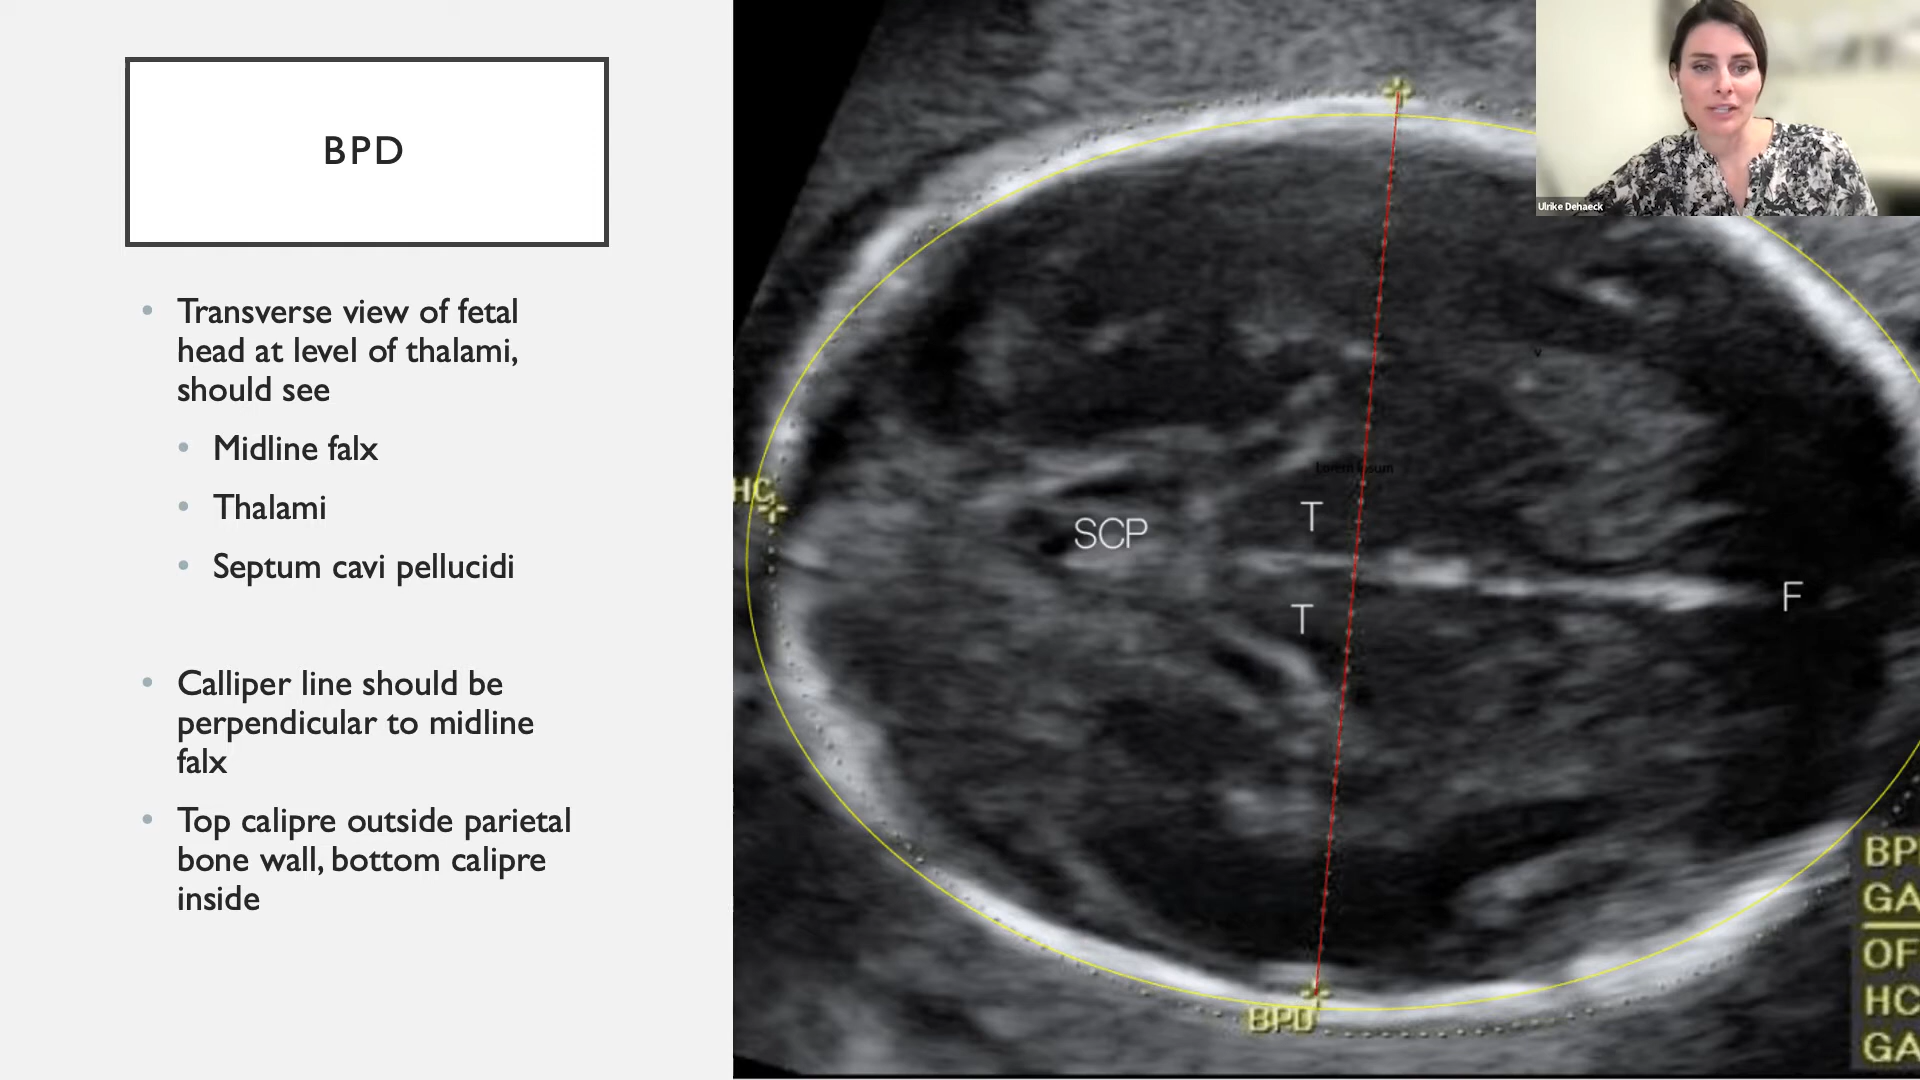 BPD
Transverse view of fetal
head at level of thalami,
should see
Midline falx
Thalami
Septum cavi pellucidi
Calliper line should be
perpendicular to midline
falx
Top calipre outside parietal
bone wall, bottom calipre
inside
Ulrike Dehaeck
v
Lorem ipsum
HC
T
SCP
T
F
BPD
BP
GA
OF
HC
GA